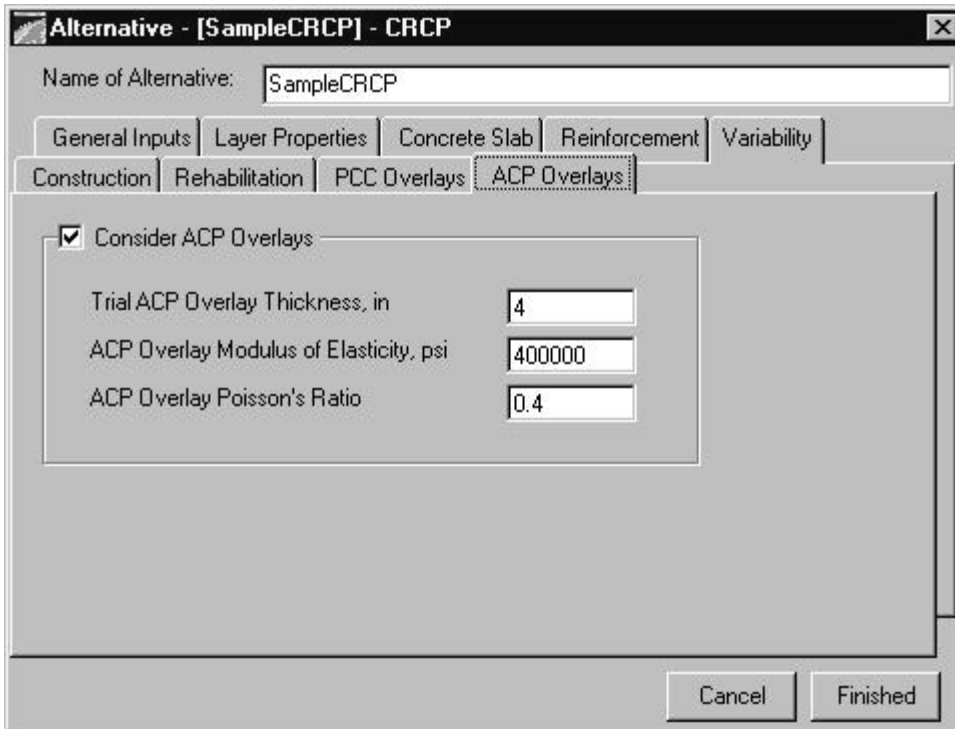 Alternative - [SampleCRCP] - CRCP
Name of Alternative: SampleCRCP
General Inputs Layer Properties Concrete Slab Reinforcement Variability
Construction Rehabilitation PCC Overlays ACP Overlays
Consider ACP Overlays
Trial ACP Overlay Thickness, in 4
ACP Overlay Modulus of Elasticity, psi 400000
ACP Overlay Poisson's Ratio 0.4
Cancel Finished